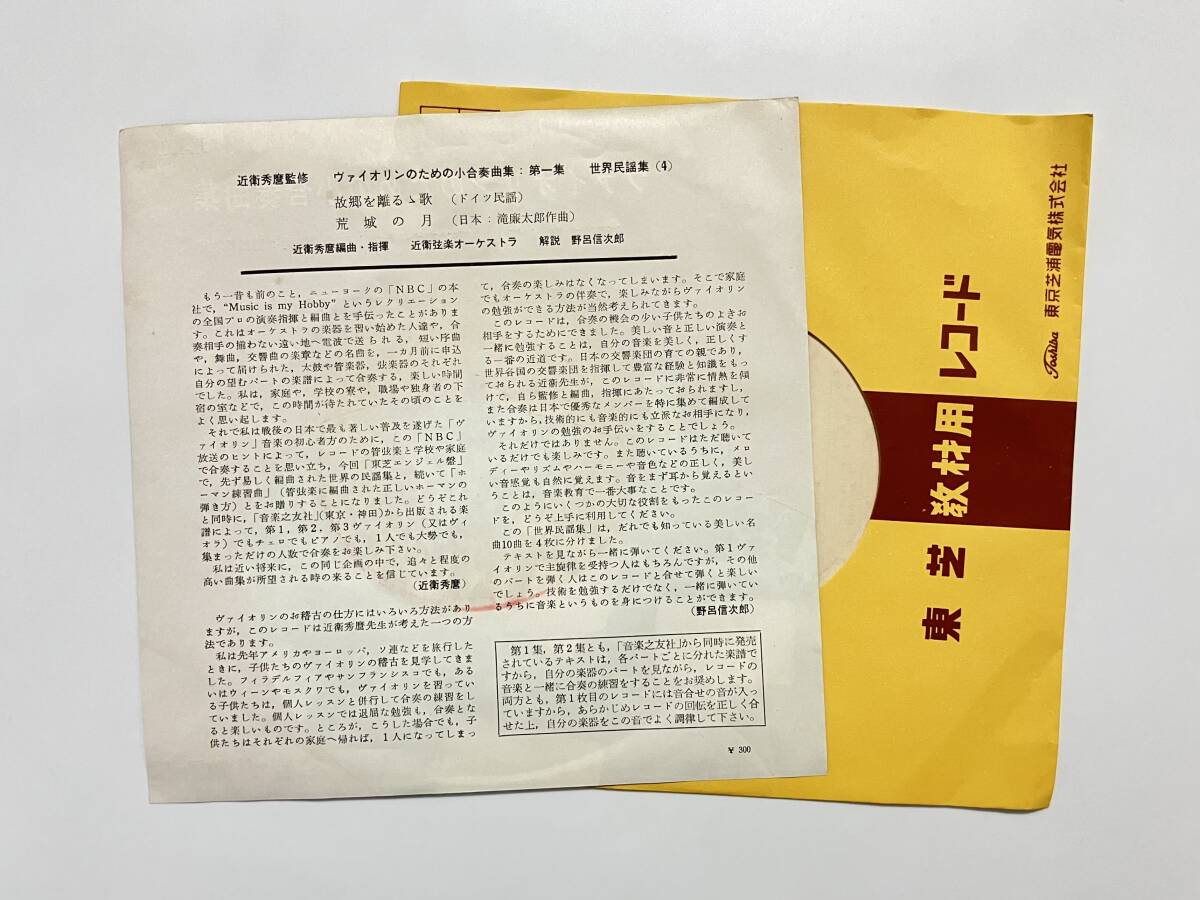 近衛秀麿監修　ヴァイオリンのための小合奏曲集：第一集　世界民謡集（4）
故郷を離るゝ歌　（ドイツ民謡）
荒城の月　（日本：滝廉太郎作曲）
近衛秀麿編曲・指揮　近衛弦楽オーケストラ　解説　野呂信次郎
もう一昔も前のこと，ニューヨークの「NBC」の本
社で，“Music is my Hobby”というレクリエーション
の全国プロの演奏指揮と編曲とを手伝ったことがありま
す。これはオーケストラの楽器を習い始めた人達や，合
奏相手の揃わない遠い地へ電波で送られる，短い序曲
や，舞曲，交響曲の楽章などの名曲を，一カ月前に申込
によって届けられた，太鼓や管楽器，弦楽器のそれぞれ
自分の望むパートの楽譜によって合奏する，楽しい時間
でした。私は，家庭や，学校の寮や，職場や独身者の下
宿の室などで，この時間が待たれていたその頃のことを
よく思い起します。
それで私は戦後の日本で最も著しい普及を遂げた「ヴ
ァイオリン」音楽の初心者方のために，この「NBC」
放送のヒントによって，レコードの管弦楽と学校や家庭
で合奏することを思い立ち，今回「東芝エンジェル盤」
で，先ず易しく編曲された世界の民謡集と，続いて「ホ
ーマン練習曲」（管弦楽に編曲された正しいホーマンの
弾き方）とをお贈りすることになりました。どうぞこれ
と同時に，「音楽之友社」（東京・神田）から出版される楽
譜によって，第1，第2，第3ヴァイオリン（又はヴィ
オラ）でもチェロでもピアノでも，1人でも大勢でも，
集まっただけの人数で合奏をお楽しみ下さい。
私は近い将来に，この同じ企画の中で，追々と程度の
高い曲集が所望される時の来ることを信じています。
（近衛秀麿）
ヴァイオリンのお稽古の仕方にはいろいろ方法があり
ますが，このレコードは近衛秀麿先生が考えた一つの方
法であります。
私は先年アメリカやヨーロッパ，ソ連などを旅行した
ときに，子供たちのヴァイオリンの稽古を見学してきま
した。フィラデルフィアやサンフランシスコでも，ある
いはウィーンやモスクワでも，ヴァイオリンを習ってい
る子供たちは，個人レッスンと併行して合奏の練習をし
ていました。個人レッスンでは退屈な勉強も，合奏とな
ると楽しいものです。ところが，こうした場合でも，子
供たちはそれぞれの家庭へ帰れば，1人になってしまっ
て，合奏の楽しみはなくなってしまいます。そこで家庭
でもオーケストラの伴奏で，楽しみながらヴァイオリン
の勉強ができる方法が当然考えられてきます。
このレコードは，合奏の機会の少い子供たちのよきお
相手をするためにできました。美しい音と正しい演奏と
一緒に勉強することは，自分の音楽を美しく，正しくす
る一番の近道です。日本の交響楽団の育ての親であり，
世界各国の交響楽団を指揮して豊富な経験と知識をもっ
ておられる近衛先生が，このレコードに非常に情熱を傾
けて，自ら監修と編曲，指揮にあたっておられますし，
また合奏は日本で優秀なメンバーを特に集めて編成して
いますから，技術的にも音楽的にも立派なお相手になり，
ヴァイオリンの勉強のお手伝いをすることでしょう。
それだけではありません。このレコードはただ聴いて
いるだけでも楽しみです。また聴いているうちに，メロ
ディーやリズムやハーモニーや音色などの正しく，美し
い音感覚も自然に覚えます。音をまず耳から覚えるとい
うことは，音楽教育で一番大事なことです。
このようにいくつかの大切な役割をもったこのレコー
ドを，どうぞ上手に利用してください。
この「世界民謡集」は，だれでも知っている美しい名
曲10曲を4枚に分けました。
テキストを見ながら一緒に弾いてください。第1ヴァ
イオリンで主旋律を受持つ人はもちろんですが，その他
のパートを弾く人はこのレコードと合せて弾くと楽しい
でしょう。技術を勉強するだけでなく，一緒に弾いてい
るうちに音楽というものを身につけることができます。
（野呂信次郎）
第1集，第2集とも，「音楽之友社」から同時に発売
されているテキストは，各パートごとに分れた楽譜で
すから，自分の楽器のパートを見ながら，レコードの
音楽と一緒に合奏の練習をすることをお奨めします。
両方とも，第1枚目のレコードには音合せの音が入っ
ていますから，あらかじめレコードの回転を正しく合
せた上，自分の楽器をこの音でよく調律して下さい。
¥ 300
東芝教材用レコード
Toshiba 東京芝浦電気株式会社